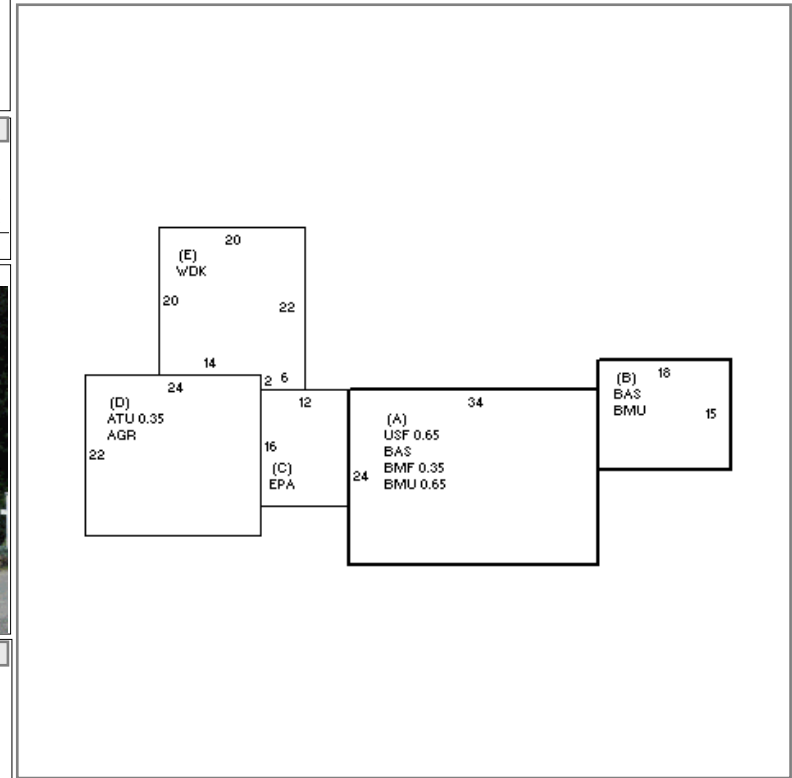 20
(E)
WDK
20
22
14
2 6
24
(D)
ATU 0.35
AGR
22
12
16
(C)
EPA
34
(A)
USF 0.65
BAS
BMF 0.35
BMU 0.65
24
18
(B)
BAS
BMU
15